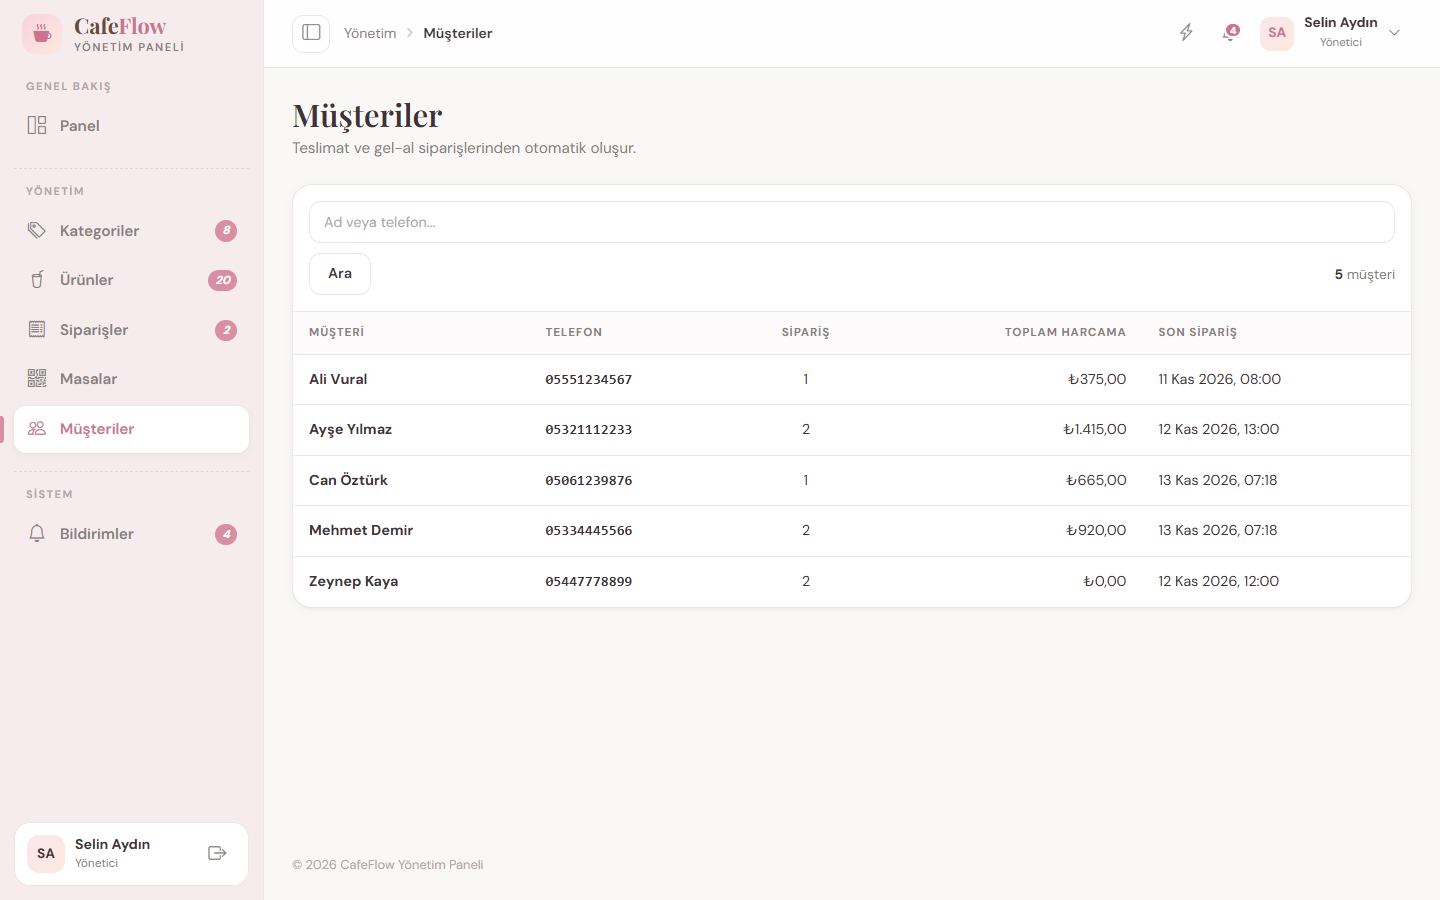 CafeFlow
YÖNETİM PANELİ
GENEL BAKIŞ
Panel
YÖNETİM
Kategoriler 8
Ürünler 20
Siparişler 2
Masalar
Müşteriler
SİSTEM
Bildirimler 4
SA Selin Aydın
Yönetici
Yönetim > Müşteriler
4
SA Selin Aydın
Yönetici
Müşteriler
Teslimat ve gel-al siparişlerinden otomatik oluşur.
Ad veya telefon...
Ara
5 müşteri
MÜŞTERİ TELEFON SİPARİŞ TOPLAM HARCAMA SON SİPARİŞ
Ali Vural 05551234567 1 ₺375,00 11 Kas 2026, 08:00
Ayşe Yılmaz 05321112233 2 ₺1.415,00 12 Kas 2026, 13:00
Can Öztürk 05061239876 1 ₺665,00 13 Kas 2026, 07:18
Mehmet Demir 05334445566 2 ₺920,00 13 Kas 2026, 07:18
Zeynep Kaya 05447778899 2 ₺0,00 12 Kas 2026, 12:00
© 2026 CafeFlow Yönetim Paneli